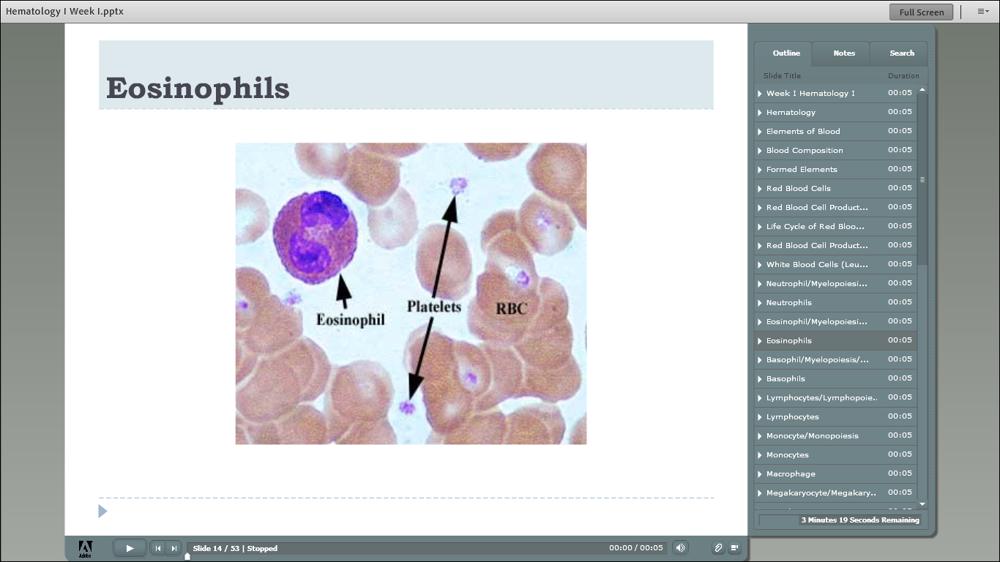 Hematology I Week I.pptx
Full Screen
Eosinophils
Eosinophil
Platelets
RBC
Outline
Notes
Search
Slide Title Duration
Week I Hematology I 00:05
Hematology 00:05
Elements of Blood 00:05
Blood Composition 00:05
Formed Elements 00:05
Red Blood Cells 00:05
Red Blood Cell Product... 00:05
Life Cycle of Red Bloo... 00:05
Red Blood Cell Product... 00:05
White Blood Cells (Leu... 00:05
Neutrophil/Myelopoiesi... 00:05
Neutrophils 00:05
Eosinophil/Myelopoiesi... 00:05
Eosinophils 00:05
Basophil/Myelopoiesis/... 00:05
Basophils 00:05
Lymphocytes/Lymphopoie.. 00:05
Lymphocytes 00:05
Monocyte/Monopoiesis 00:05
Monocytes 00:05
Macrophage 00:05
Megakaryocyte/Megakary.. 00:05
3 Minutes 19 Seconds Remaining
Adobe
Slide 14 / 53 | Stopped
00:00 / 00:05